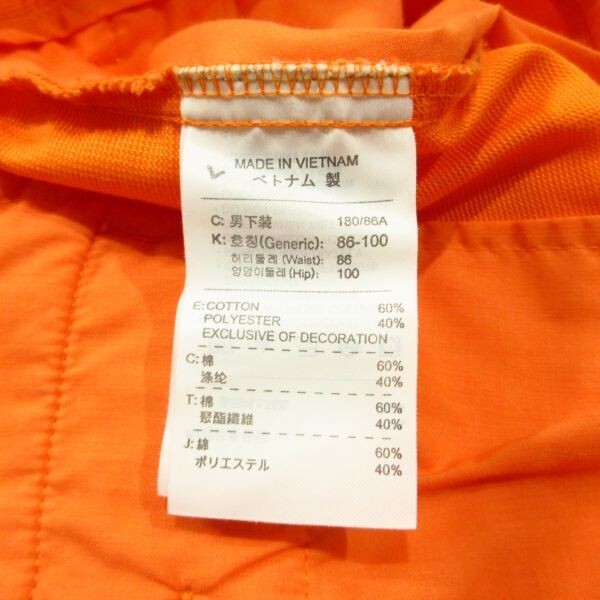 MADE IN VIETNAM
ベトナム 製
C: 男下装 180/86A
K: 호칭(Generic): 86-100
허리둘레(Waist): 86
엉덩이둘레(Hip): 100
E: COTTON 60%
POLYESTER 40%
EXCLUSIVE OF DECORATION
C: 棉 60%
涤纶 40%
T: 棉 60%
聚酯纖維 40%
J: 綿 60%
ポリエステル 40%